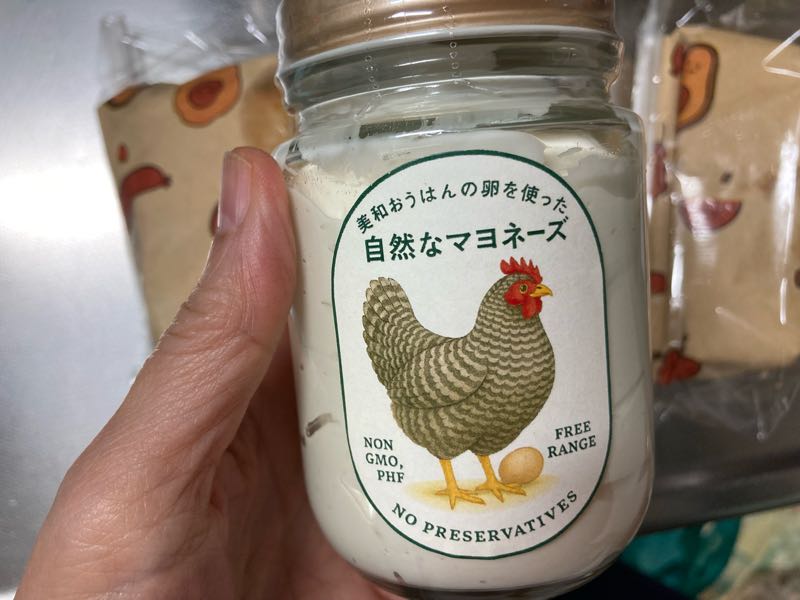 美和おうはんの卵を使った
自然なマヨネーズ
NON
GMO,
PHF
FREE
RANGE
NO PRESERVATIVES